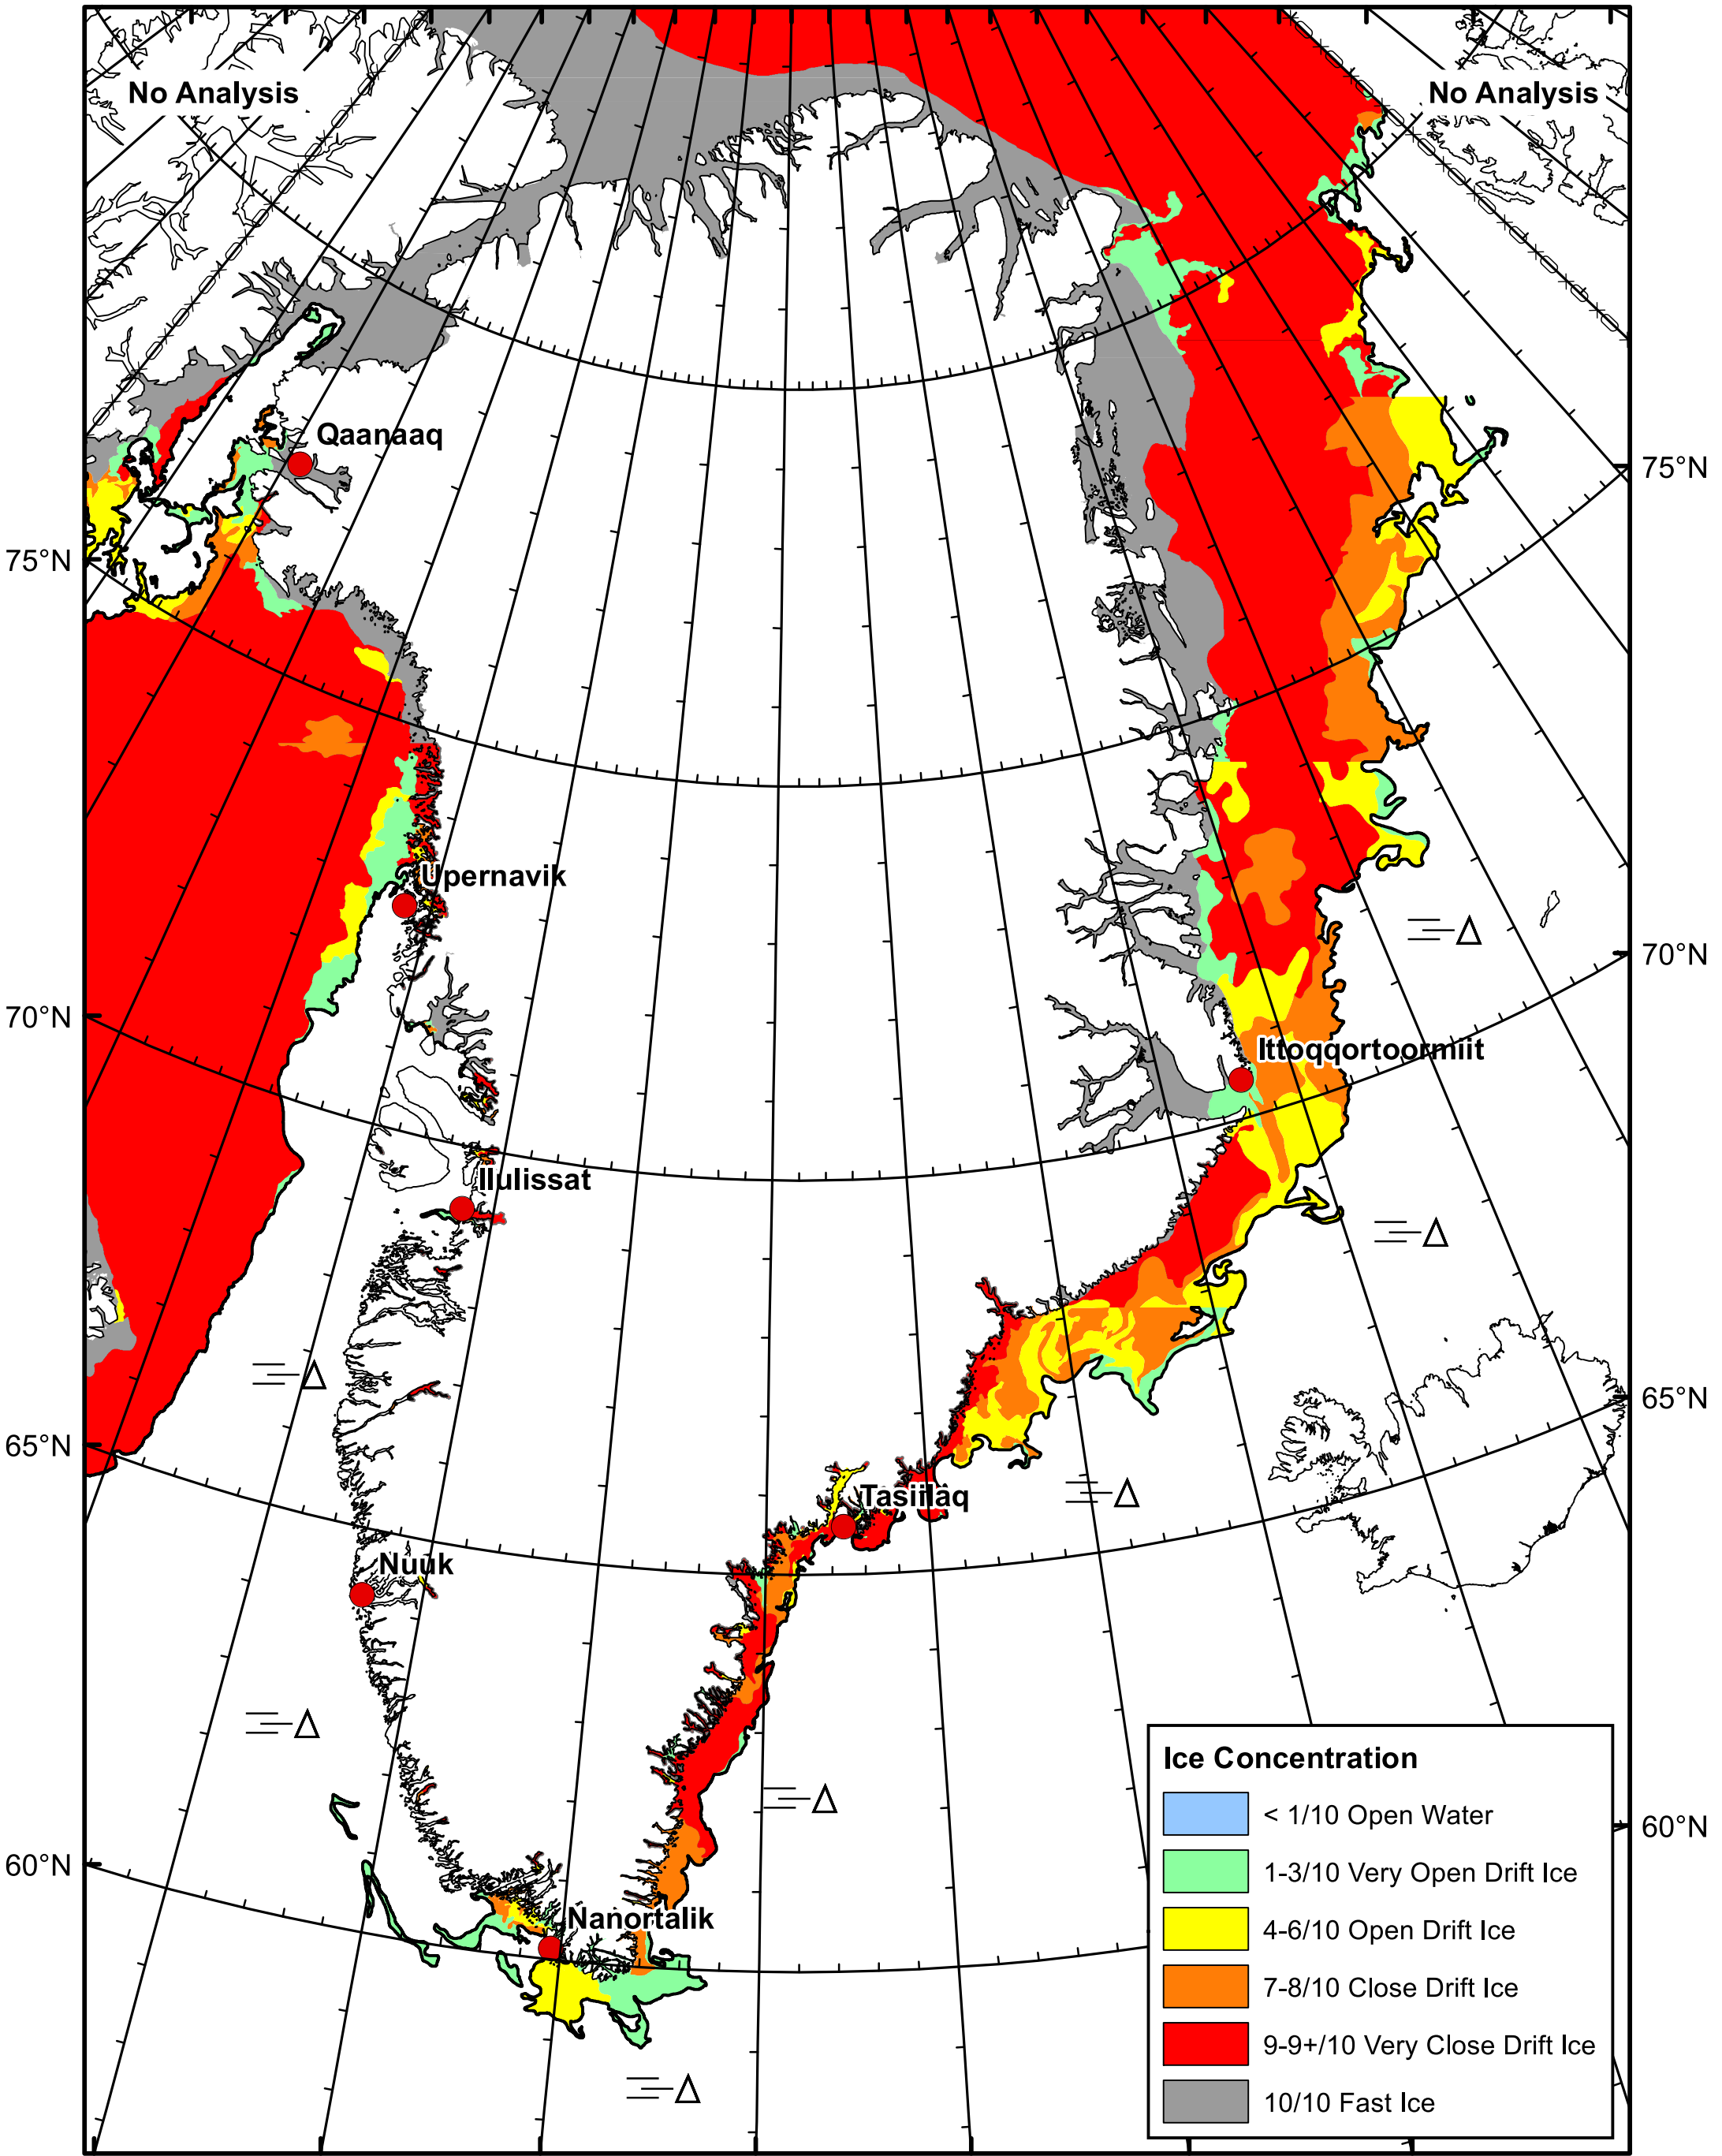 No Analysis
No Analysis
Qaanaaq
75°N
75°N
Upernavik
70°N
70°N
Ittoqqortoormiit
Ilulissat
65°N
65°N
Tasiilaq
Nuuk
60°N
60°N
Nanortalik
Ice Concentration
< 1/10 Open Water
1-3/10 Very Open Drift Ice
4-6/10 Open Drift Ice
7-8/10 Close Drift Ice
9-9+/10 Very Close Drift Ice
10/10 Fast Ice